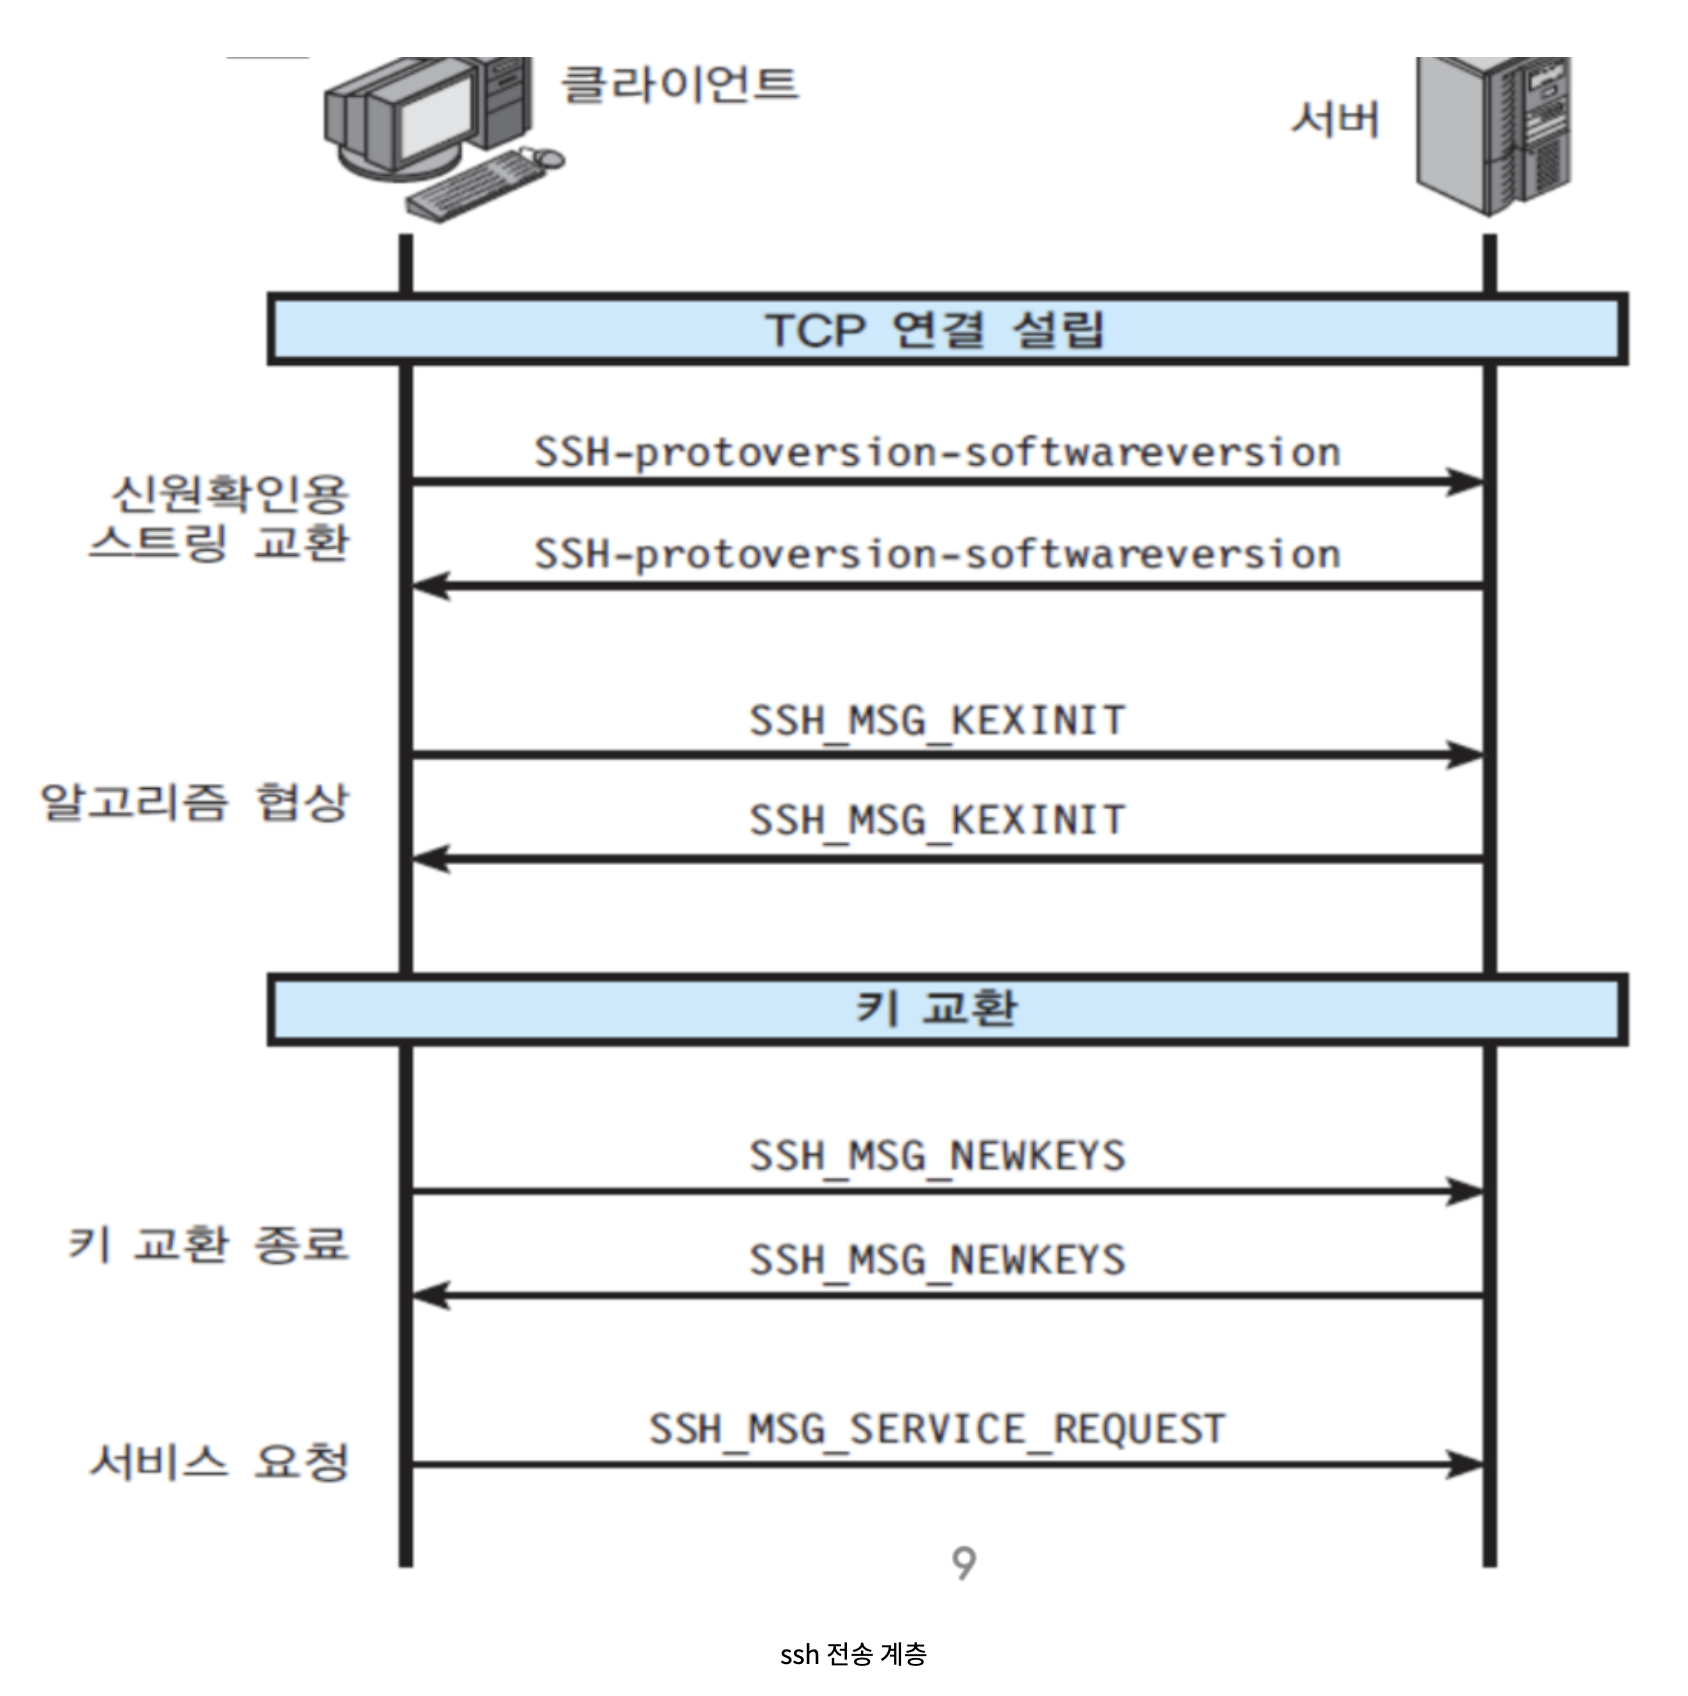 클라이언트
서버
TCP 연결 설립
SSH-protoversion-softwareversion
신원확인용
스트링 교환
SSH-protoversion-softwareversion
SSH_MSG_KEXINIT
알고리즘 협상
SSH_MSG_KEXINIT
키 교환
SSH_MSG_NEWKEYS
키 교환 종료
SSH_MSG_NEWKEYS
SSH_MSG_SERVICE_REQUEST
서비스 요청
9
ssh 전송 계층